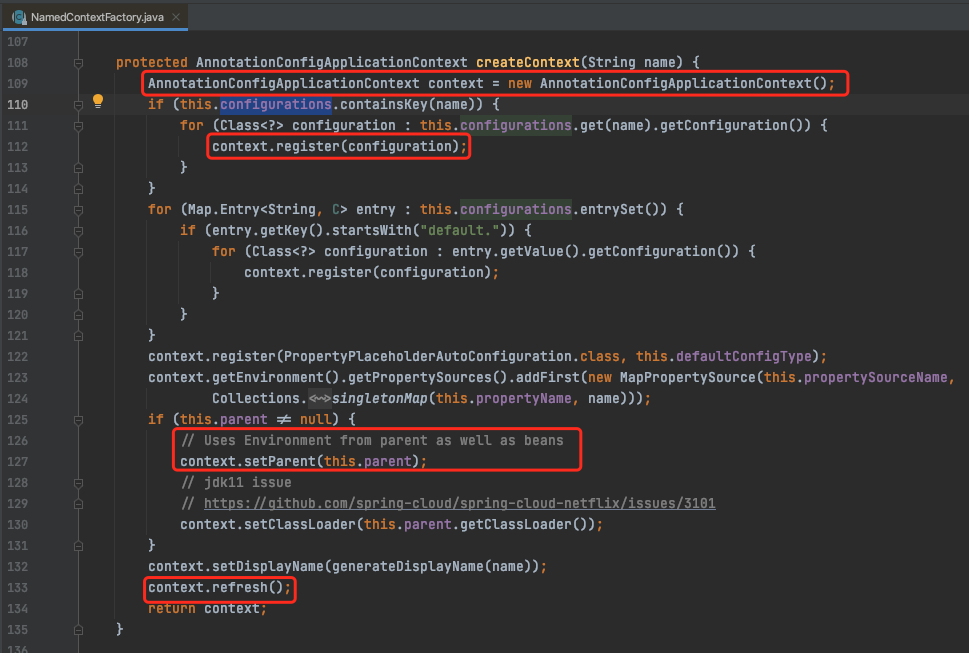 NamedContextFactory.java
107
108 protected AnnotationConfigApplicationContext createContext(String name) {
109 AnnotationConfigApplicationContext context = new AnnotationConfigApplicationContext();
110 if (this.configurations.containsKey(name)) {
111 for (Class<?> configuration : this.configurations.get(name).getConfiguration()) {
112 context.register(configuration);
113 }
114 }
115 for (Map.Entry<String, C> entry : this.configurations.entrySet()) {
116 if (entry.getKey().startsWith("default.")) {
117 for (Class<?> configuration : entry.getValue().getConfiguration()) {
118 context.register(configuration);
119 }
120 }
121 }
122 context.register(PropertyPlaceholderAutoConfiguration.class, this.defaultConfigType);
123 context.getEnvironment().getPropertySources().addFirst(new MapPropertySource(this.propertySourceName,
124 Collections.<~>singletonMap(this.propertyName, name)));
125 if (this.parent ≠ null) {
126 // Uses Environment from parent as well as beans
127 context.setParent(this.parent);
128 // jdk11 issue
129 // https://github.com/spring-cloud/spring-cloud-netflix/issues/3101
130 context.setClassLoader(this.parent.getClassLoader());
131 }
132 context.setDisplayName(generateDisplayName(name));
133 context.refresh();
134 return context;
135 }
136